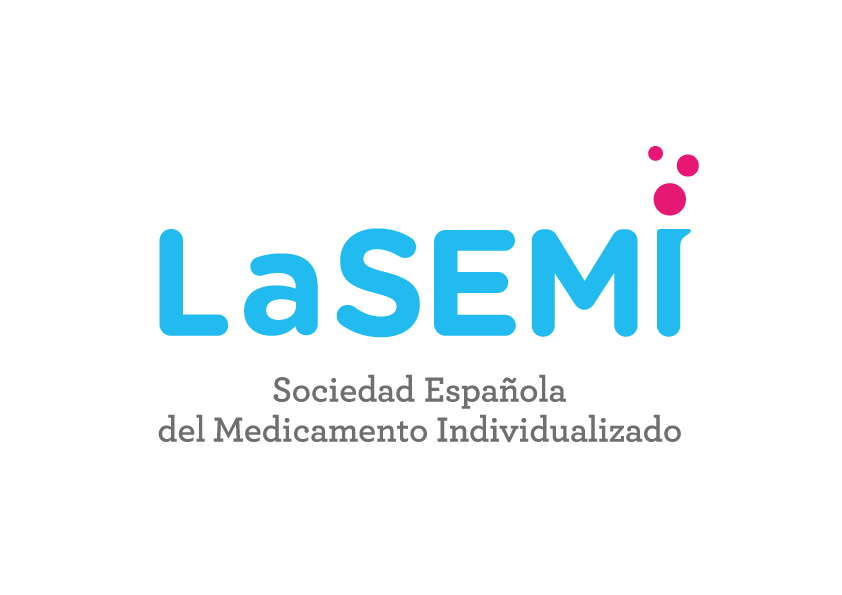 LaSEMI
Sociedad Española
del Medicamento Individualizado